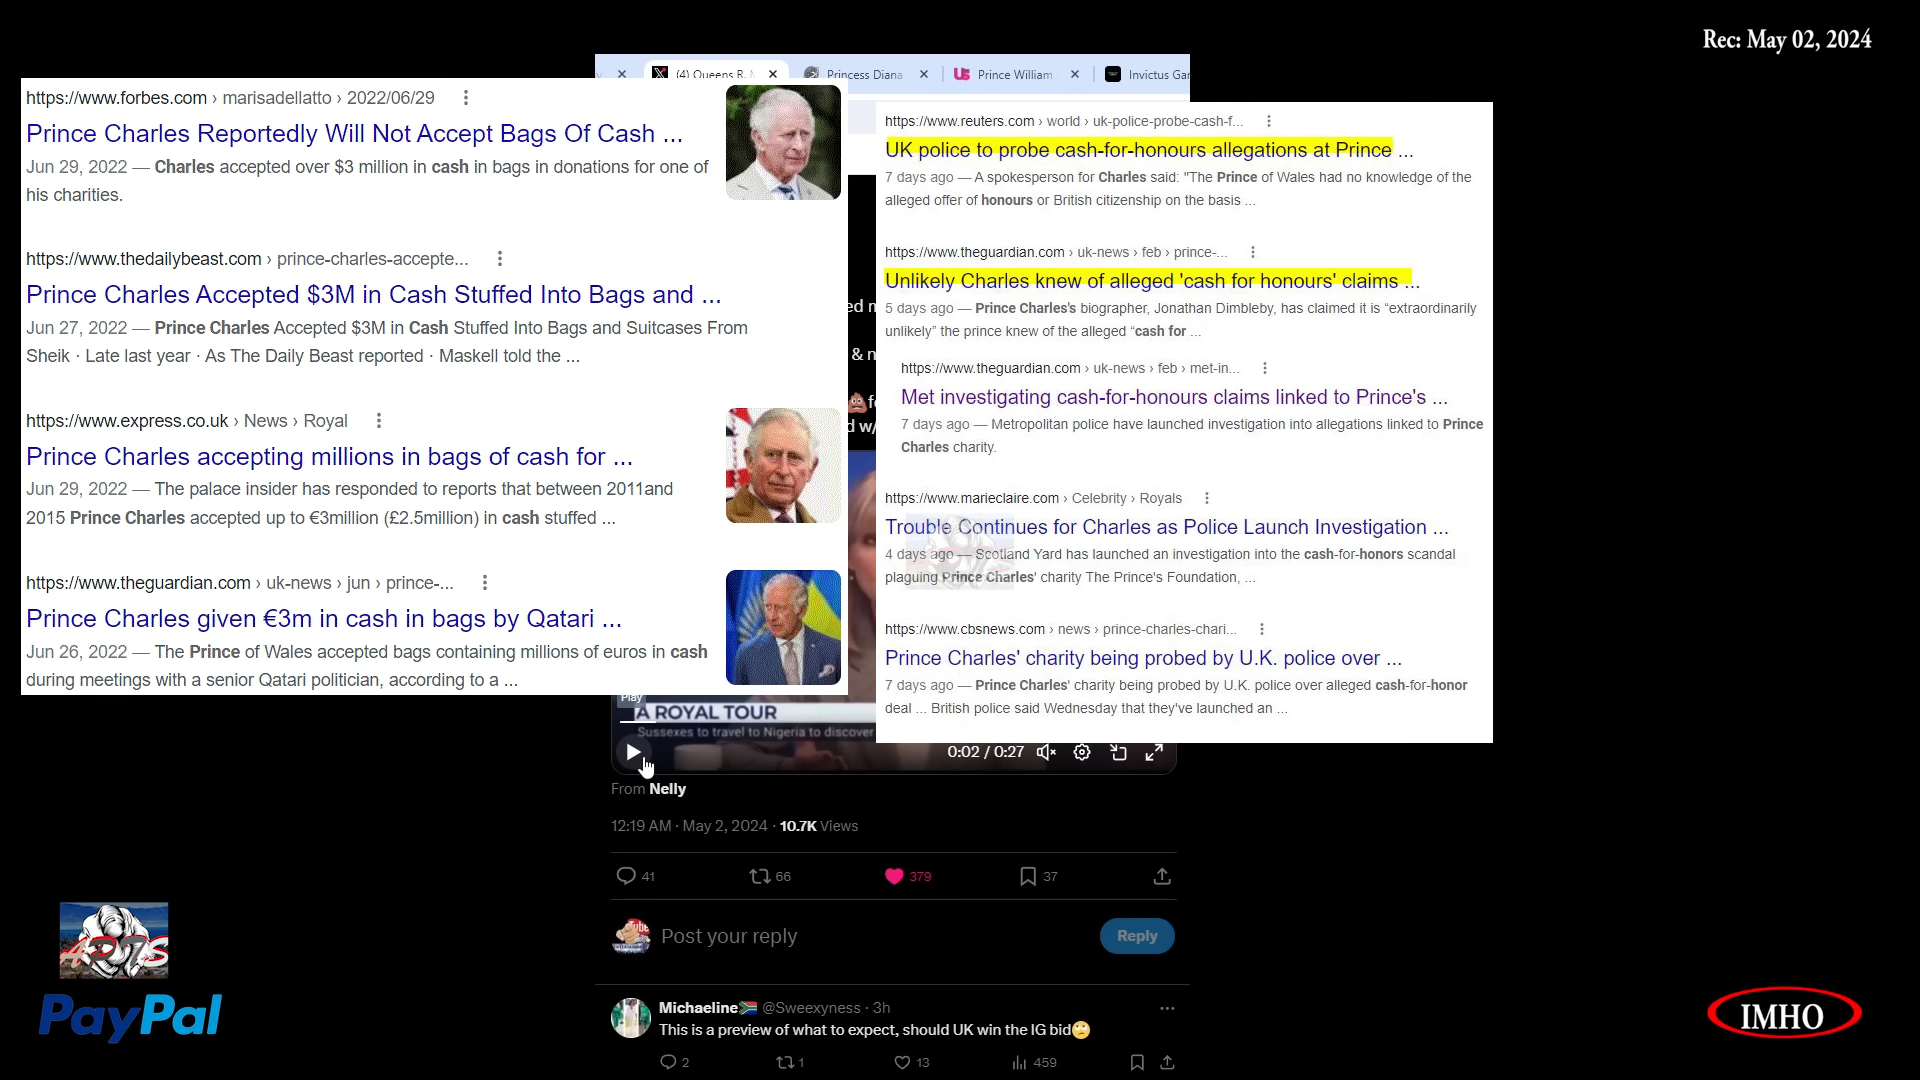 Rec: May 02, 2024
(4) Queens R. N
Princess Diana
Prince William
Invictus Gar
https://www.forbes.com › marisadellatto › 2022/06/29
Prince Charles Reportedly Will Not Accept Bags Of Cash ...
Jun 29, 2022 — Charles accepted over $3 million in cash in bags in donations for one of
his charities.
https://www.thedailybeast.com › prince-charles-accepte...
Prince Charles Accepted $3M in Cash Stuffed Into Bags and ...
Jun 27, 2022 — Prince Charles Accepted $3M in Cash Stuffed Into Bags and Suitcases From
Sheik · Late last year · As The Daily Beast reported · Maskell told the ...
https://www.express.co.uk › News › Royal
Prince Charles accepting millions in bags of cash for ...
Jun 29, 2022 — The palace insider has responded to reports that between 2011and
2015 Prince Charles accepted up to €3million (£2.5million) in cash stuffed ...
https://www.theguardian.com › uk-news › jun › prince-...
Prince Charles given €3m in cash in bags by Qatari ...
Jun 26, 2022 — The Prince of Wales accepted bags containing millions of euros in cash
during meetings with a senior Qatari politician, according to a ...
ed m
& n
fo
d w/
https://www.reuters.com › world › uk-police-probe-cash-f...
UK police to probe cash-for-honours allegations at Prince ...
7 days ago — A spokesperson for Charles said: "The Prince of Wales had no knowledge of the
alleged offer of honours or British citizenship on the basis ...
https://www.theguardian.com › uk-news › feb › prince-...
Unlikely Charles knew of alleged 'cash for honours' claims ...
5 days ago — Prince Charles's biographer, Jonathan Dimbleby, has claimed it is “extraordinarily
unlikely” the prince knew of the alleged “cash for ...
https://www.theguardian.com › uk-news › feb › met-in...
Met investigating cash-for-honours claims linked to Prince's ...
7 days ago — Metropolitan police have launched investigation into allegations linked to Prince
Charles charity.
https://www.marieclaire.com › Celebrity › Royals
Trouble Continues for Charles as Police Launch Investigation ...
4 days ago — Scotland Yard has launched an investigation into the cash-for-honors scandal
plaguing Prince Charles' charity The Prince's Foundation, ...
https://www.cbsnews.com › news › prince-charles-chari...
Prince Charles' charity being probed by U.K. police over ...
7 days ago — Prince Charles' charity being probed by U.K. police over alleged cash-for-honor
deal ... British police said Wednesday that they've launched an ...
Play
A ROYAL TOUR
Sussexes to travel to Nigeria to discover
0:02 / 0:27
From Nelly
12:19 AM · May 2, 2024 · 10.7K Views
41 66 379 37
Post your reply
Reply
Michaeline @Sweexyness · 3h
This is a preview of what to expect, should UK win the IG bid
2 1 13 459
PayPal
IMHO